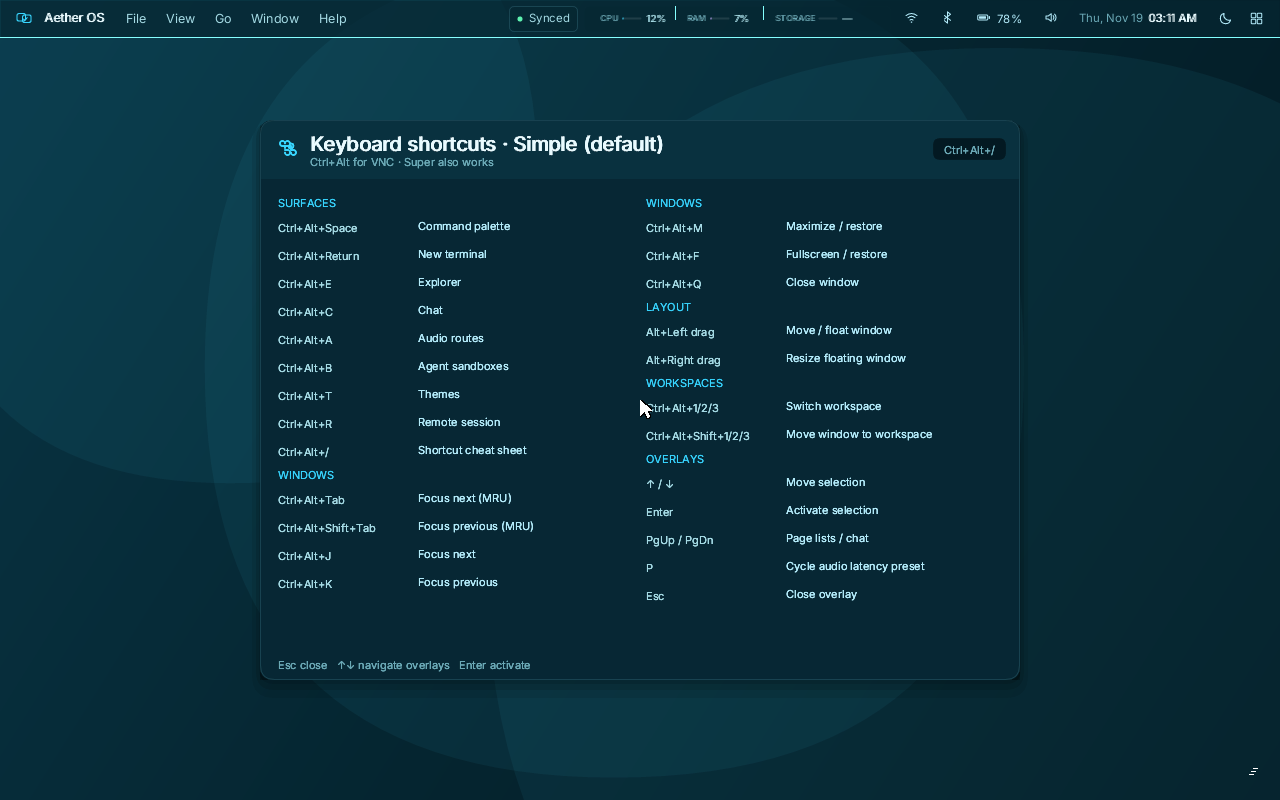 Aether OS File View Go Window Help Synced CPU 12% RAM 7% STORAGE — 78% Thu, Nov 19 03:11 AM
Keyboard shortcuts · Simple (default)
Ctrl+Alt for VNC · Super also works
Ctrl+Alt+/
SURFACES
Ctrl+Alt+Space Command palette
Ctrl+Alt+Return New terminal
Ctrl+Alt+E Explorer
Ctrl+Alt+C Chat
Ctrl+Alt+A Audio routes
Ctrl+Alt+B Agent sandboxes
Ctrl+Alt+T Themes
Ctrl+Alt+R Remote session
Ctrl+Alt+/ Shortcut cheat sheet
WINDOWS
Ctrl+Alt+Tab Focus next (MRU)
Ctrl+Alt+Shift+Tab Focus previous (MRU)
Ctrl+Alt+J Focus next
Ctrl+Alt+K Focus previous
WINDOWS
Ctrl+Alt+M Maximize / restore
Ctrl+Alt+F Fullscreen / restore
Ctrl+Alt+Q Close window
LAYOUT
Alt+Left drag Move / float window
Alt+Right drag Resize floating window
WORKSPACES
Ctrl+Alt+1/2/3 Switch workspace
Ctrl+Alt+Shift+1/2/3 Move window to workspace
OVERLAYS
↑ / ↓ Move selection
Enter Activate selection
PgUp / PgDn Page lists / chat
P Cycle audio latency preset
Esc Close overlay
Esc close ↑↓ navigate overlays Enter activate